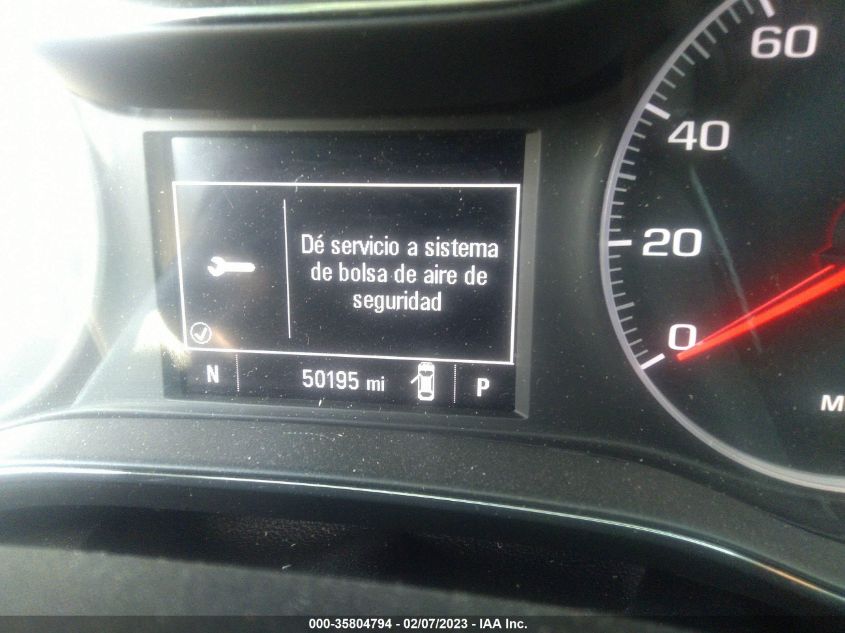 60
40
Dé servicio a sistema
de bolsa de aire de
seguridad
20
0
N
50195 mi
P
000-35804794 - 02/07/2023 - IAA Inc.